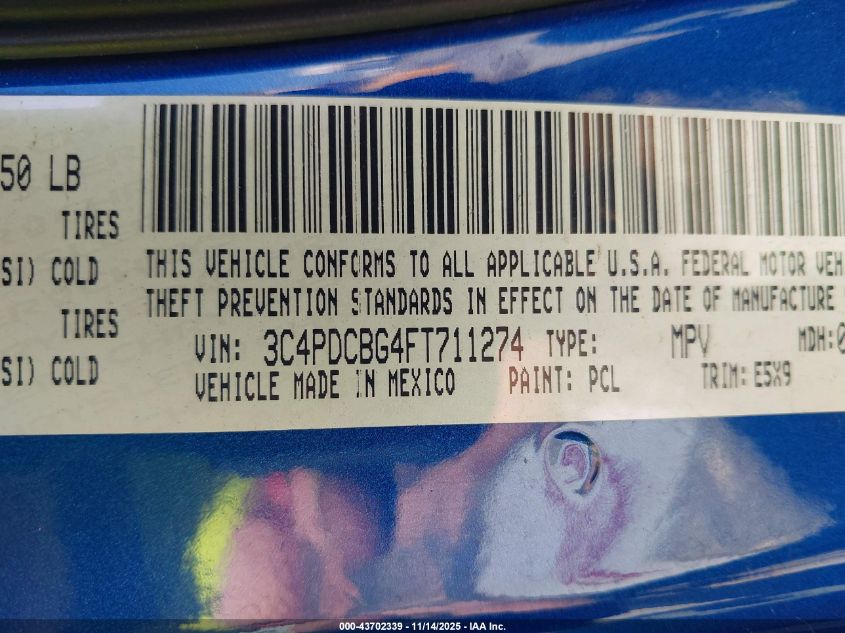 50 LB
TIRES
SI) COLD
TIRES
SI) COLD
THIS VEHICLE CONFORMS TO ALL APPLICABLE U.S.A. FEDERAL MOTOR VEH
THEFT PREVENTION STANDARDS IN EFFECT ON THE DATE OF MANUFACTURE
VIN: 3C4PDCBG4FT711274 TYPE: MPV MDH:0
VEHICLE MADE IN MEXICO PAINT: PCL TRIM: E5X9
000-43702339 - 11/14/2025 - IAA Inc.